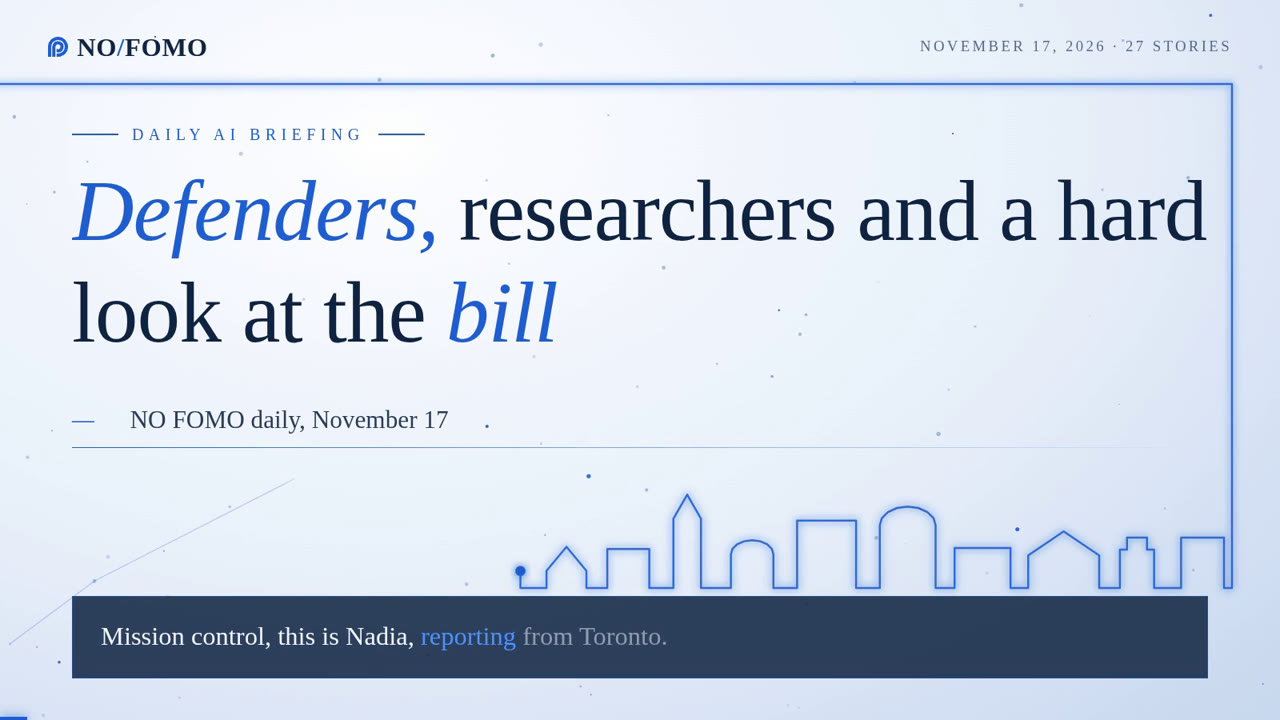 NO/FOMO
NOVEMBER 17, 2026 · 27 STORIES
DAILY AI BRIEFING
Defenders, researchers and a hard
look at the bill
— NO FOMO daily, November 17
Mission control, this is Nadia, reporting from Toronto.